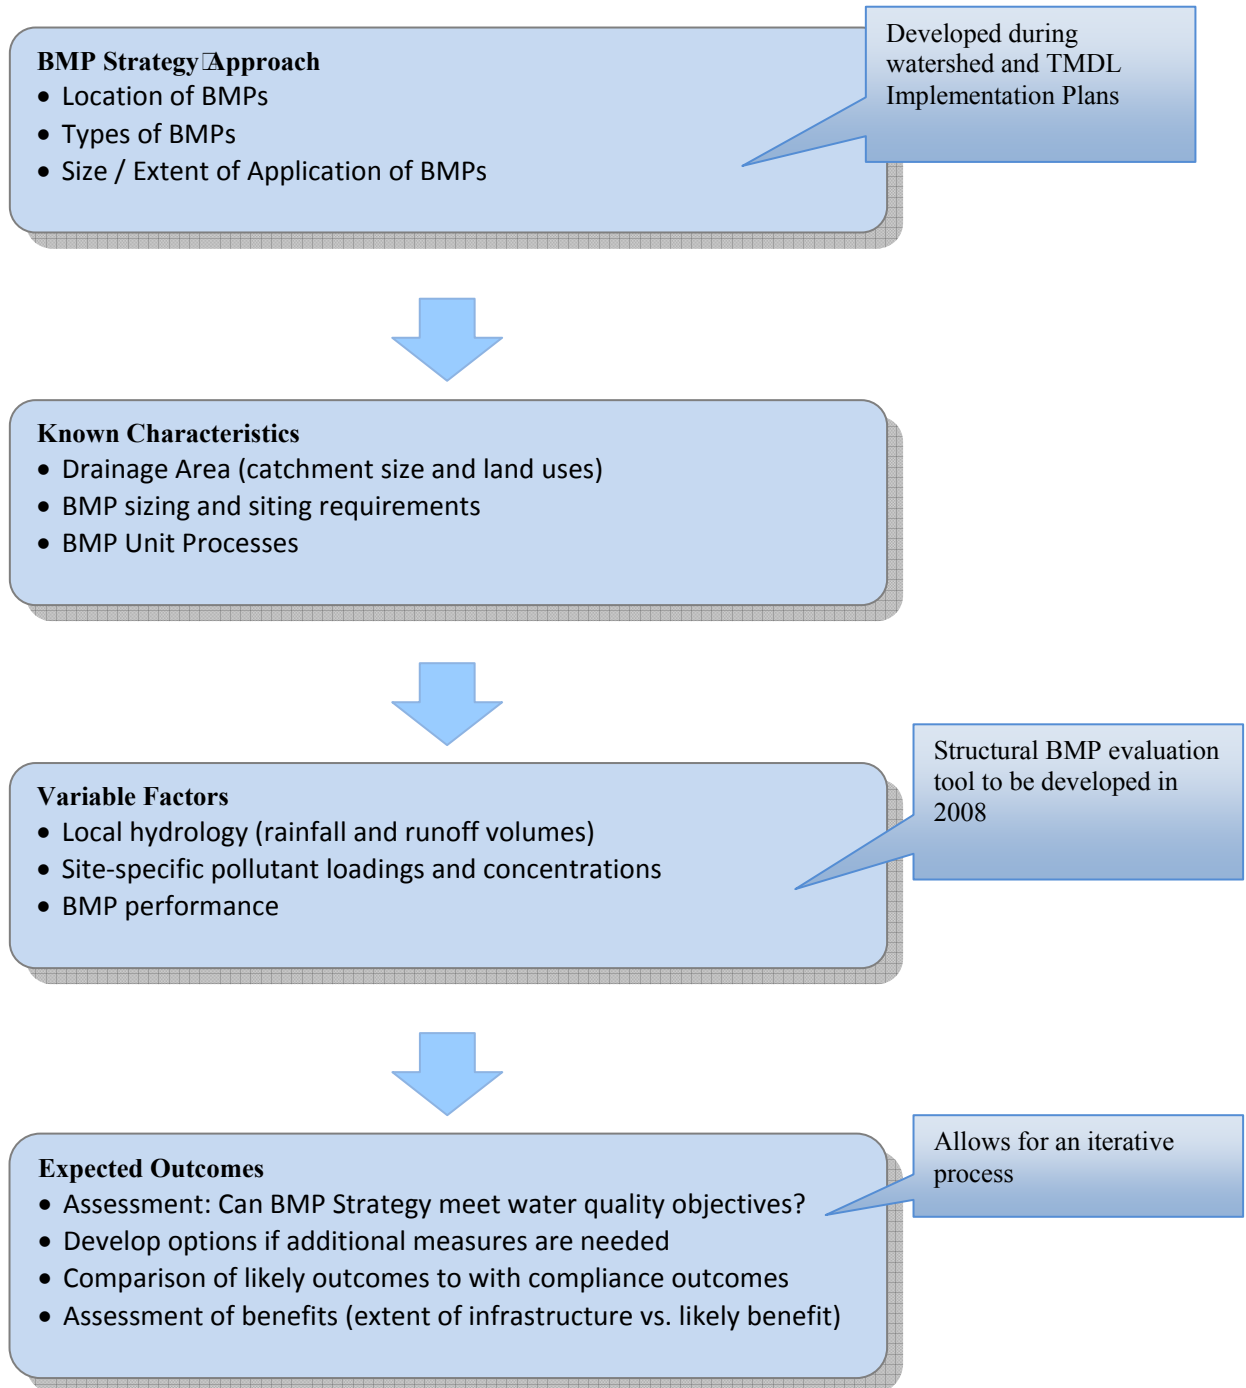 BMP Strategy Approach
• Location of BMPs
• Types of BMPs
• Size / Extent of Application of BMPs
Developed during
watershed and TMDL
Implementation Plans
Known Characteristics
• Drainage Area (catchment size and land uses)
• BMP sizing and siting requirements
• BMP Unit Processes
Variable Factors
• Local hydrology (rainfall and runoff volumes)
• Site-specific pollutant loadings and concentrations
• BMP performance
Structural BMP evaluation
tool to be developed in
2008
Expected Outcomes
• Assessment: Can BMP Strategy meet water quality objectives?
• Develop options if additional measures are needed
• Comparison of likely outcomes to with compliance outcomes
• Assessment of benefits (extent of infrastructure vs. likely benefit)
Allows for an iterative
process